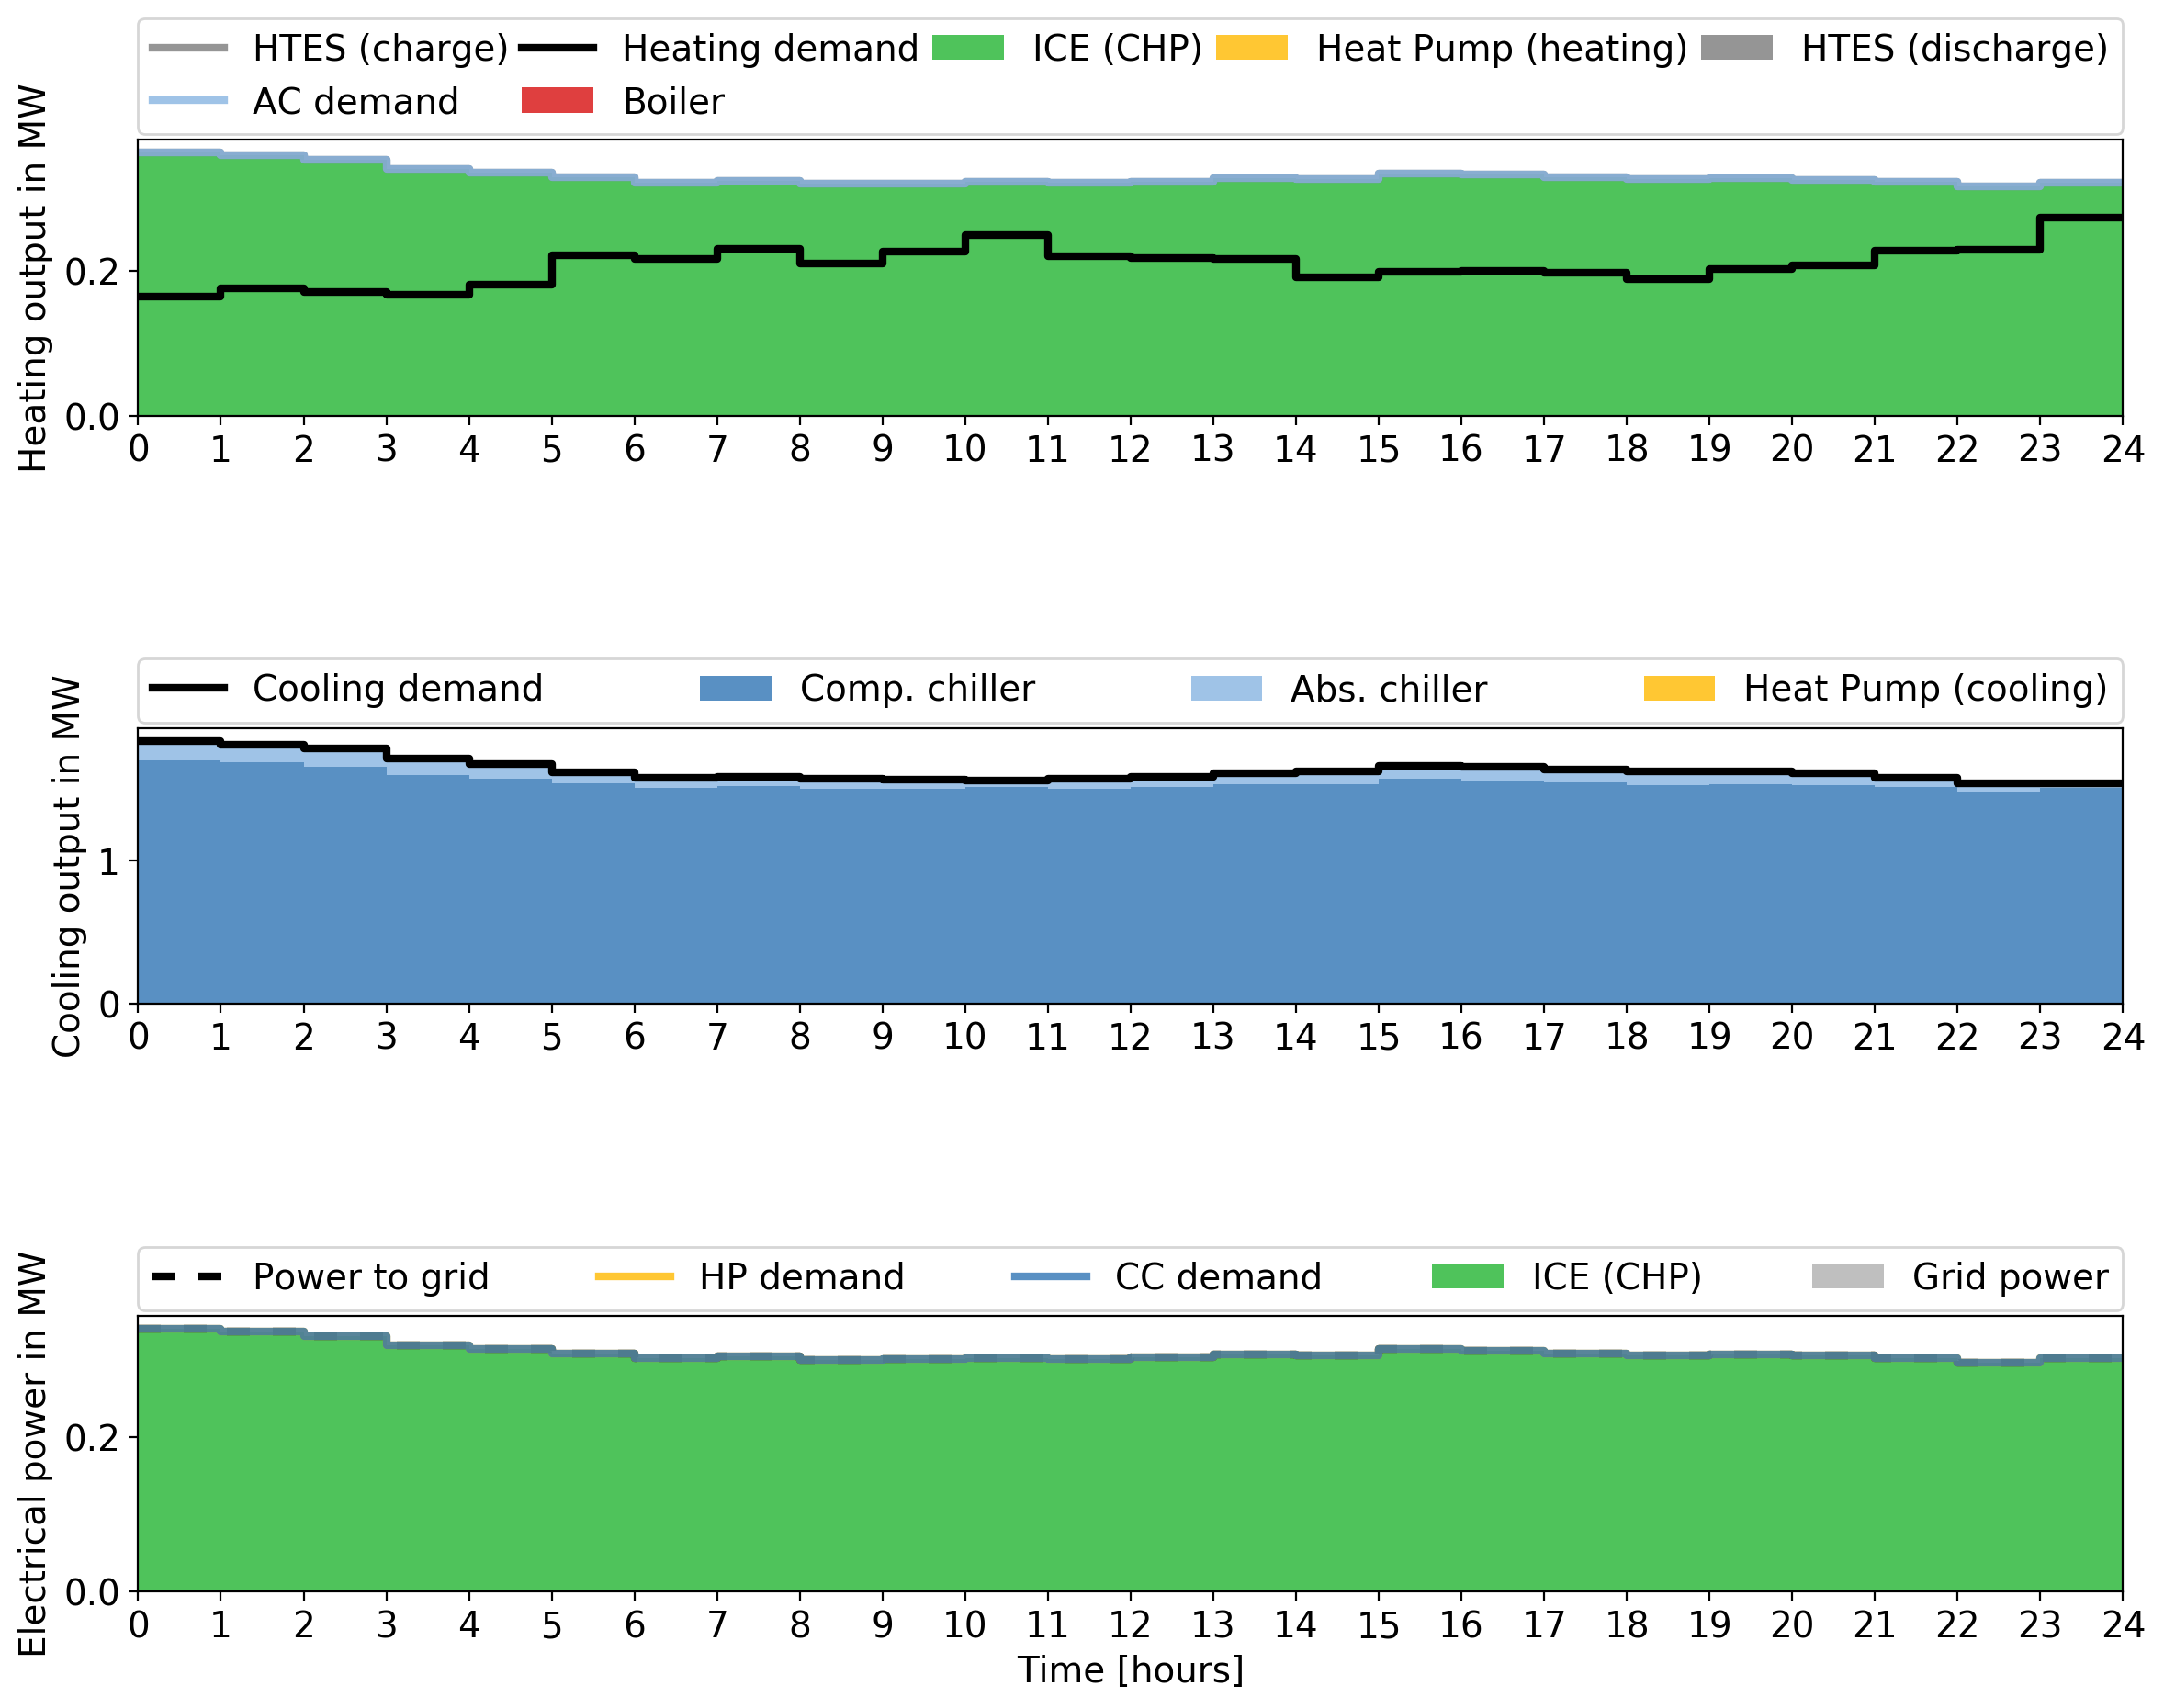 HTES (charge) Heating demand ICE (CHP) Heat Pump (heating) HTES (discharge)
AC demand Boiler
Heating output in MW
0.2
0.0
0 1 2 3 4 5 6 7 8 9 10 11 12 13 14 15 16 17 18 19 20 21 22 23 24
Cooling demand Comp. chiller Abs. chiller Heat Pump (cooling)
Cooling output in MW
1
0
0 1 2 3 4 5 6 7 8 9 10 11 12 13 14 15 16 17 18 19 20 21 22 23 24
Power to grid HP demand CC demand ICE (CHP) Grid power
Electrical power in MW
0.2
0.0
0 1 2 3 4 5 6 7 8 9 10 11 12 13 14 15 16 17 18 19 20 21 22 23 24
Time [hours]